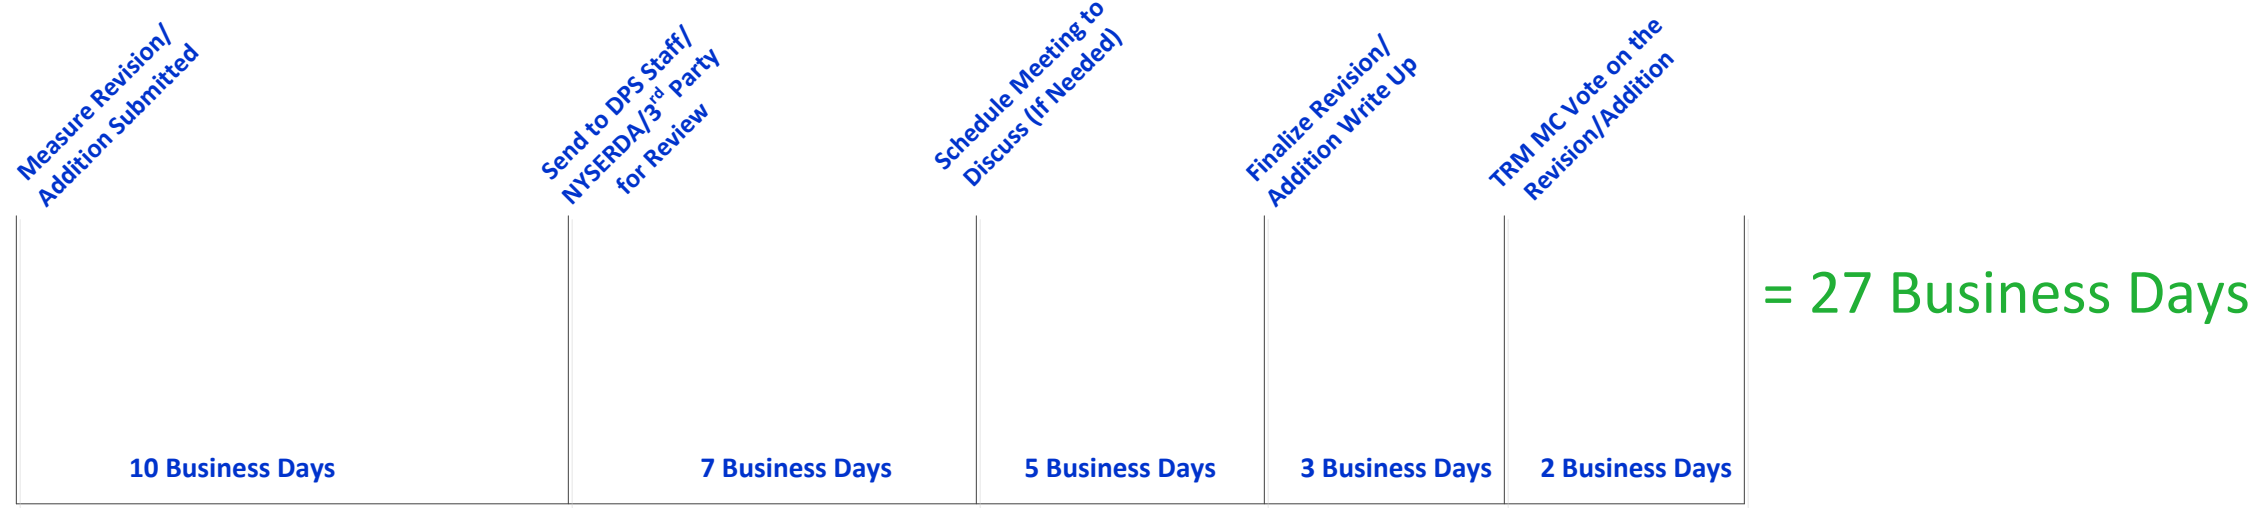 Measure Revision/
Addition Submitted
Send to DPS Staff/
NYSERDA/3rd Party
for Review
Schedule Meeting to
Discuss (If Needed)
Finalize Revision/
Addition Write Up
TRM MC Vote on the
Revision/Addition
= 27 Business Days
10 Business Days
7 Business Days
5 Business Days
3 Business Days
2 Business Days